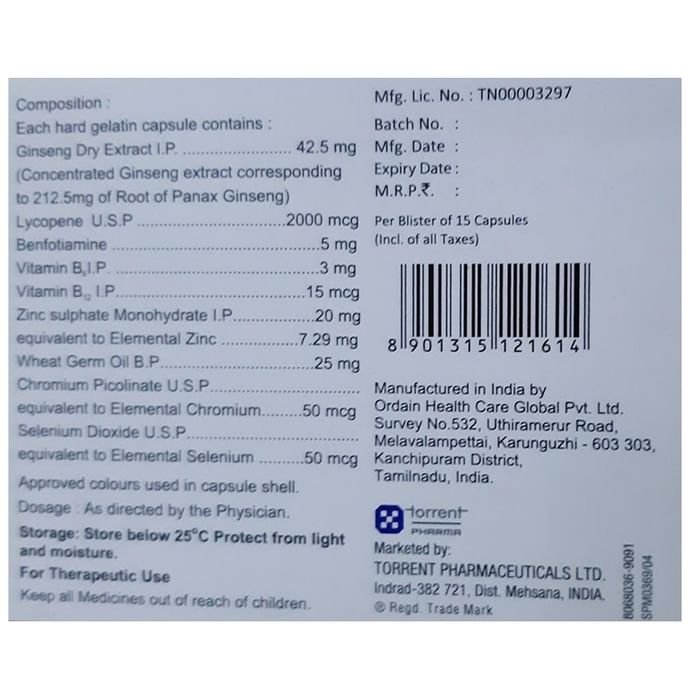 Composition :
Each hard gelatin capsule contains :
Ginseng Dry Extract I.P. ........................ 42.5 mg
(Concentrated Ginseng extract corresponding
to 212.5mg of Root of Panax Ginseng)
Lycopene U.S.P ..............................2000 mcg
Benfotiamine ..........................................5 mg
Vitamin B₆I.P. .........................................3 mg
Vitamin B₁₂ I.P......................................15 mcg
Zinc sulphate Monohydrate I.P................20 mg
equivalent to Elemental Zinc ................7.29 mg
Wheat Germ Oil B.P...............................25 mg
Chromium Picolinate U.S.P..............................
equivalent to Elemental Chromium.........50 mcg
Selenium Dioxide U.S.P...................................
equivalent to Elemental Selenium ..........50 mcg
Approved colours used in capsule shell.
Dosage : As directed by the Physician.
Storage: Store below 25°C Protect from light
and moisture.
For Therapeutic Use
Keep all Medicines out of reach of children.
Mfg. Lic. No. : TN00003297
Batch No. :
Mfg. Date :
Expiry Date :
M.R.P.₹. :
Per Blister of 15 Capsules
(Incl. of all Taxes)
8 901315 121614
Manufactured in India by
Ordain Health Care Global Pvt. Ltd.
Survey No.532, Uthiramerur Road,
Melavalampettai, Karunguzhi - 603 303,
Kanchipuram District,
Tamilnadu, India.
torrent
PHARMA
Marketed by:
TORRENT PHARMACEUTICALS LTD.
Indrad-382 721, Dist. Mehsana, INDIA.
® Regd. Trade Mark
8068036-9091
SPM0369/04